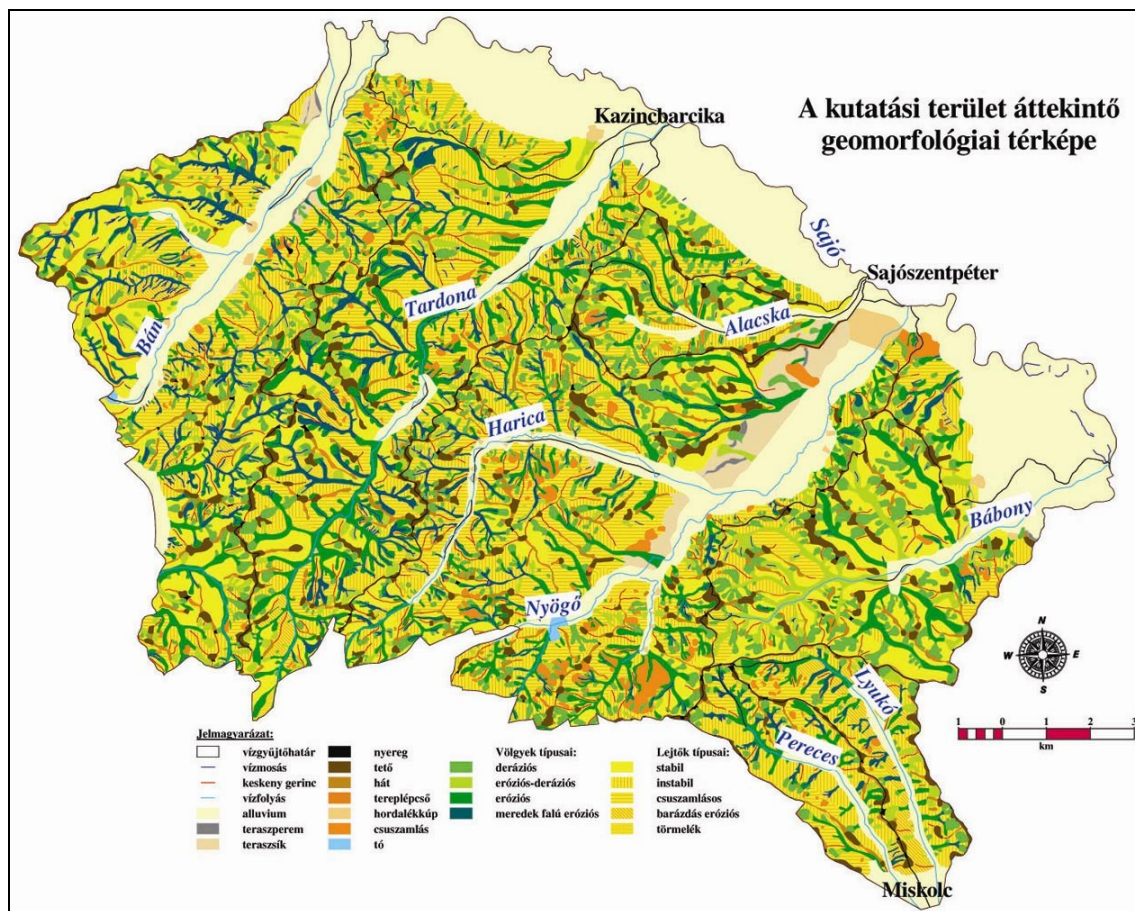 A kutatási terület áttekintő
geomorfológiai térképe
Kazincbarcika
Sajó
Sajószentpéter
Bán
Tardona
Alacska
Harica
Bábony
Nyögő
Lyukó
Pereces
Miskolc
N
W
E
S
1 0 1 2 3
km
Jelmagyarázat:
vízgyűjtőhatár
vízmosás
keskeny gerinc
vízfolyás
alluvium
teraszperem
teraszsík
nyereg
tető
hát
tereplépcső
hordalékkúp
csuszamlás
tó
Völgyek típusai:
deráziós
eróziós-deráziós
eróziós
meredek falú eróziós
Lejtők típusai:
stabil
instabil
csuszamlásos
barázdás eróziós
törmelék